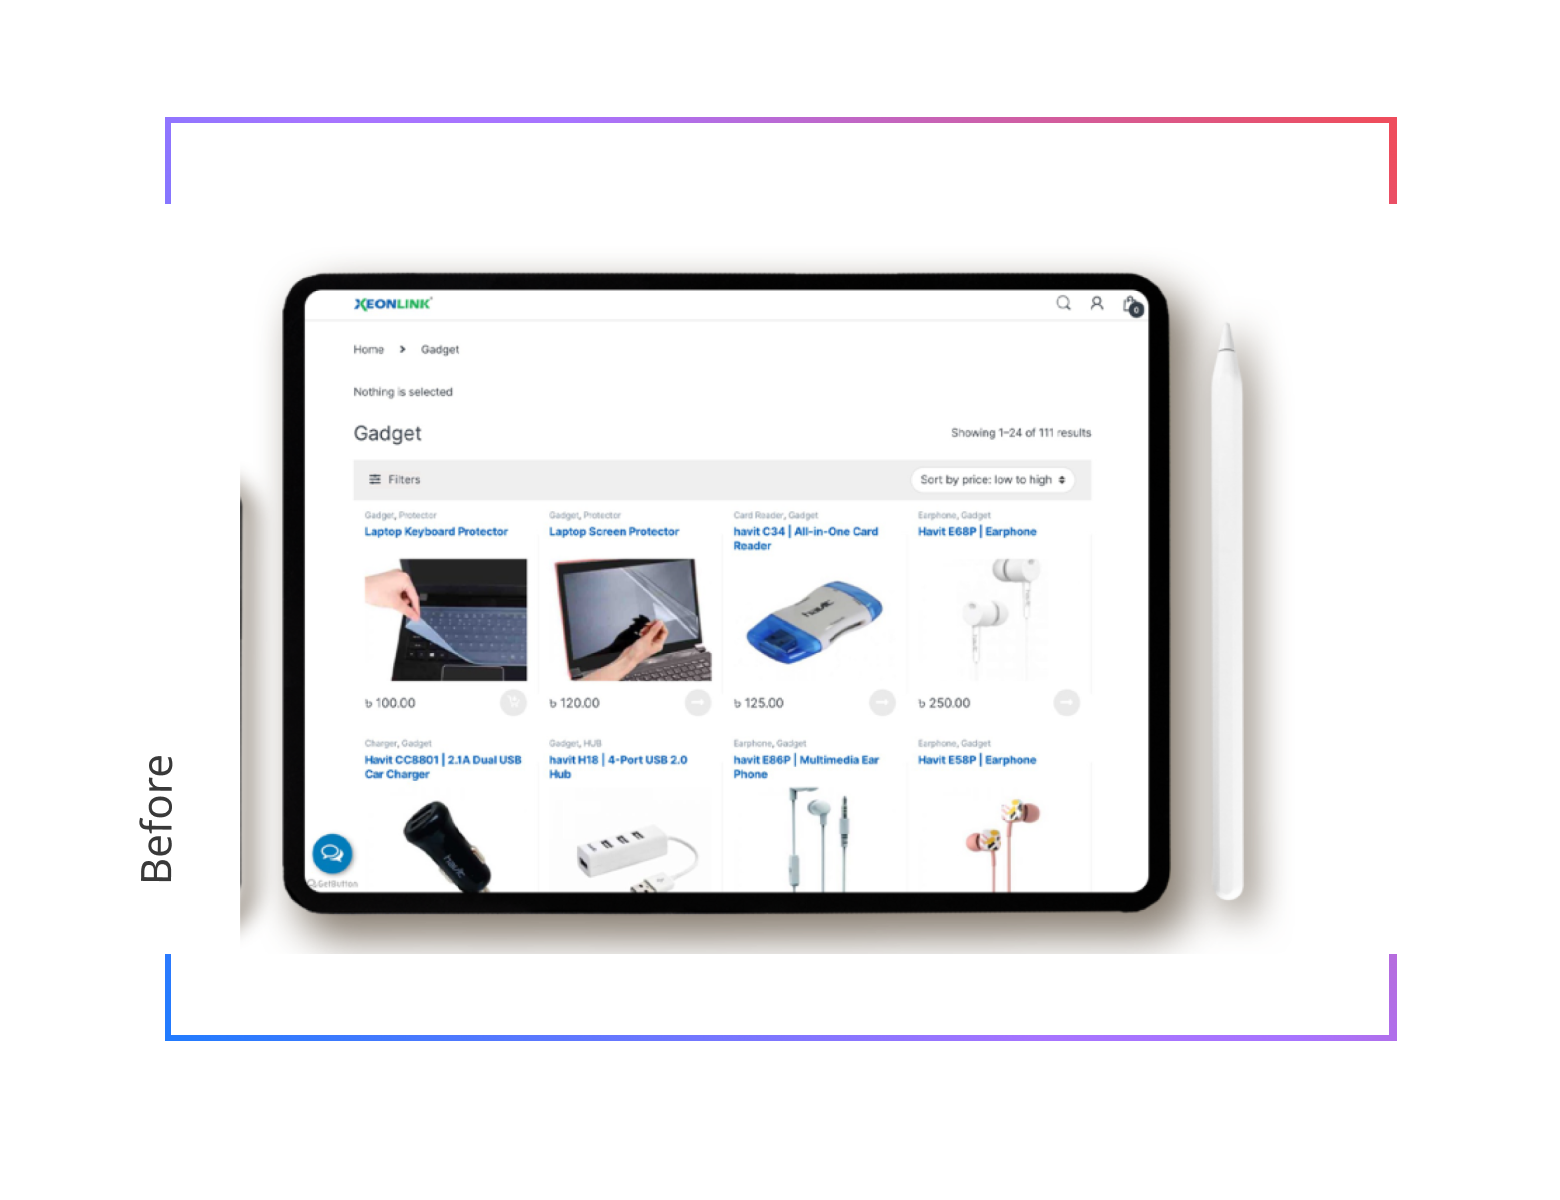 XEONLINK
0
Home > Gadget
Nothing is selected
Gadget
Showing 1–24 of 111 results
Filters
Sort by price: low to high
Gadget, Protector
Laptop Keyboard Protector
৳ 100.00
Gadget, Protector
Laptop Screen Protector
৳ 120.00
Card Reader, Gadget
havit C34 | All-in-One Card
Reader
havit
৳ 125.00
Earphone, Gadget
Havit E68P | Earphone
৳ 250.00
Charger, Gadget
Havit CC8801 | 2.1A Dual USB
Car Charger
havit
Gadget, HUB
havit H18 | 4-Port USB 2.0
Hub
Earphone, Gadget
havit E86P | Multimedia Ear
Phone
Earphone, Gadget
Havit E58P | Earphone
GetButton
Before